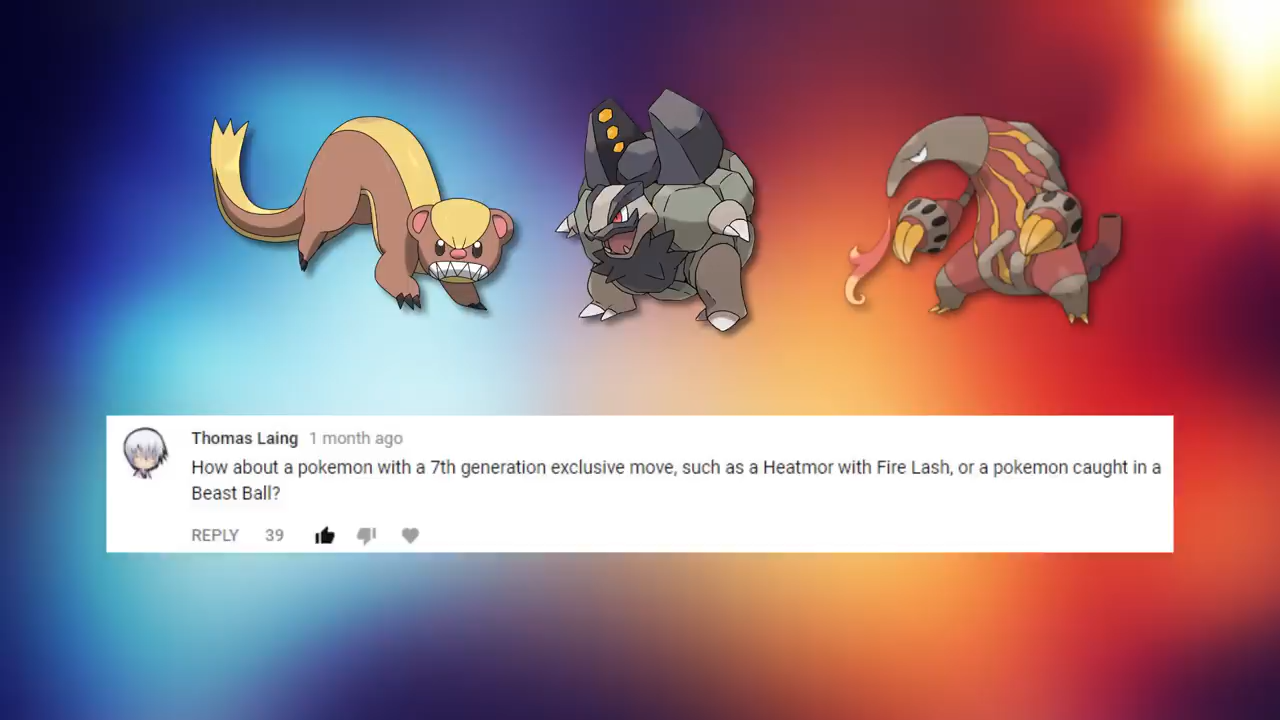 Thomas Laing 1 month ago
How about a pokemon with a 7th generation exclusive move, such as a Heatmor with Fire Lash, or a pokemon caught in a
Beast Ball?
REPLY 39